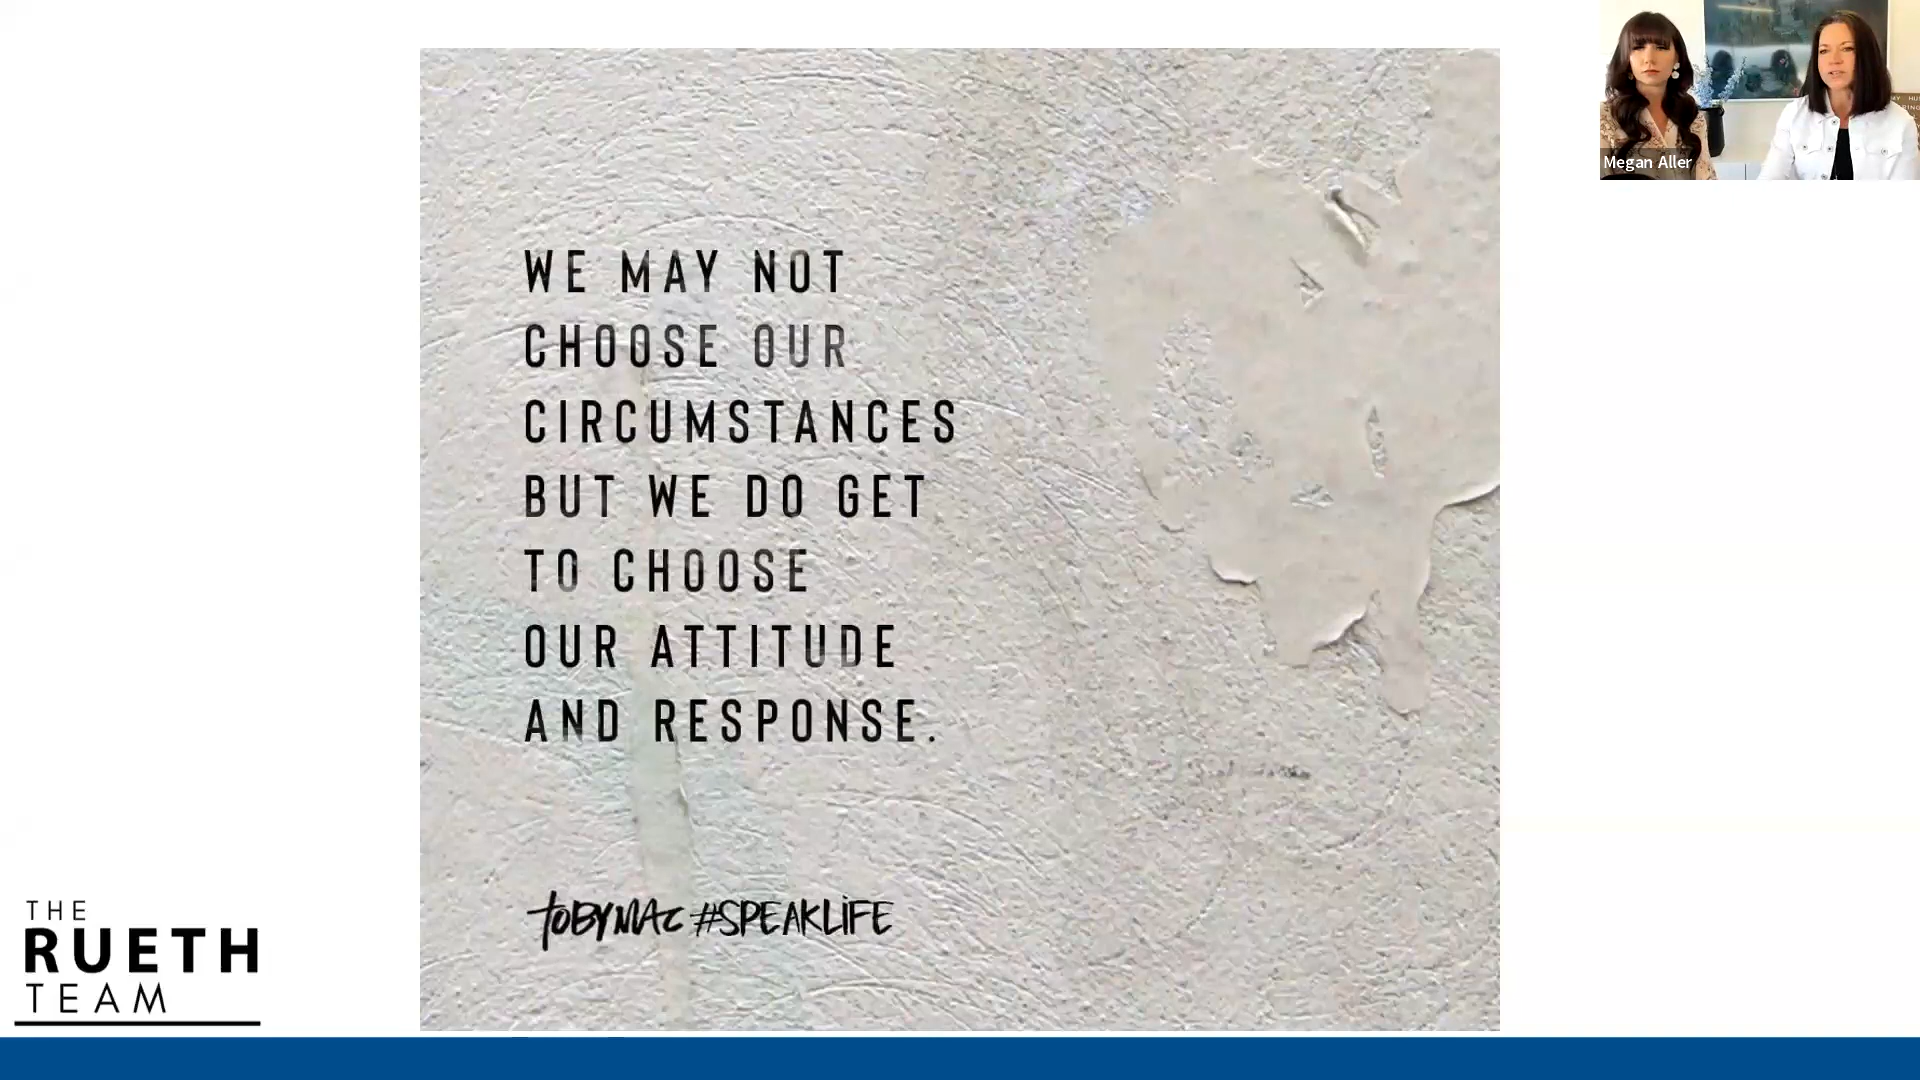 WE MAY NOT
CHOOSE OUR
CIRCUMSTANCES
BUT WE DO GET
TO CHOOSE
OUR ATTITUDE
AND RESPONSE.
TOBYMAC #SPEAKLIFE
THE
RUETH
TEAM
Megan Aller